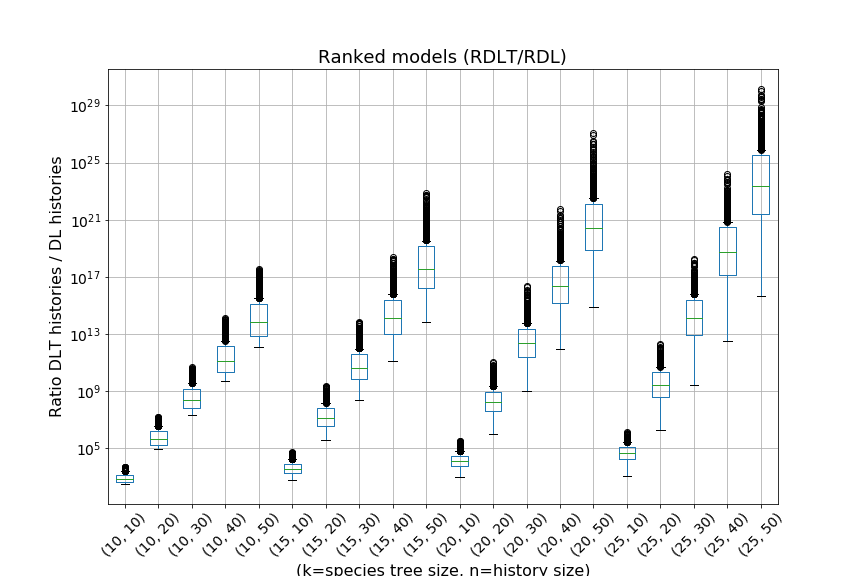 Ranked models (RDLT/RDL)
Ratio DLT histories / DL histories
10^29
10^25
10^21
10^17
10^13
10^9
10^5
(10, 10) (10, 20) (10, 30) (10, 40) (10, 50) (15, 10) (15, 20) (15, 30) (15, 40) (15, 50) (20, 10) (20, 20) (20, 30) (20, 40) (20, 50) (25, 10) (25, 20) (25, 30) (25, 40) (25, 50)
(k=species tree size, n=history size)